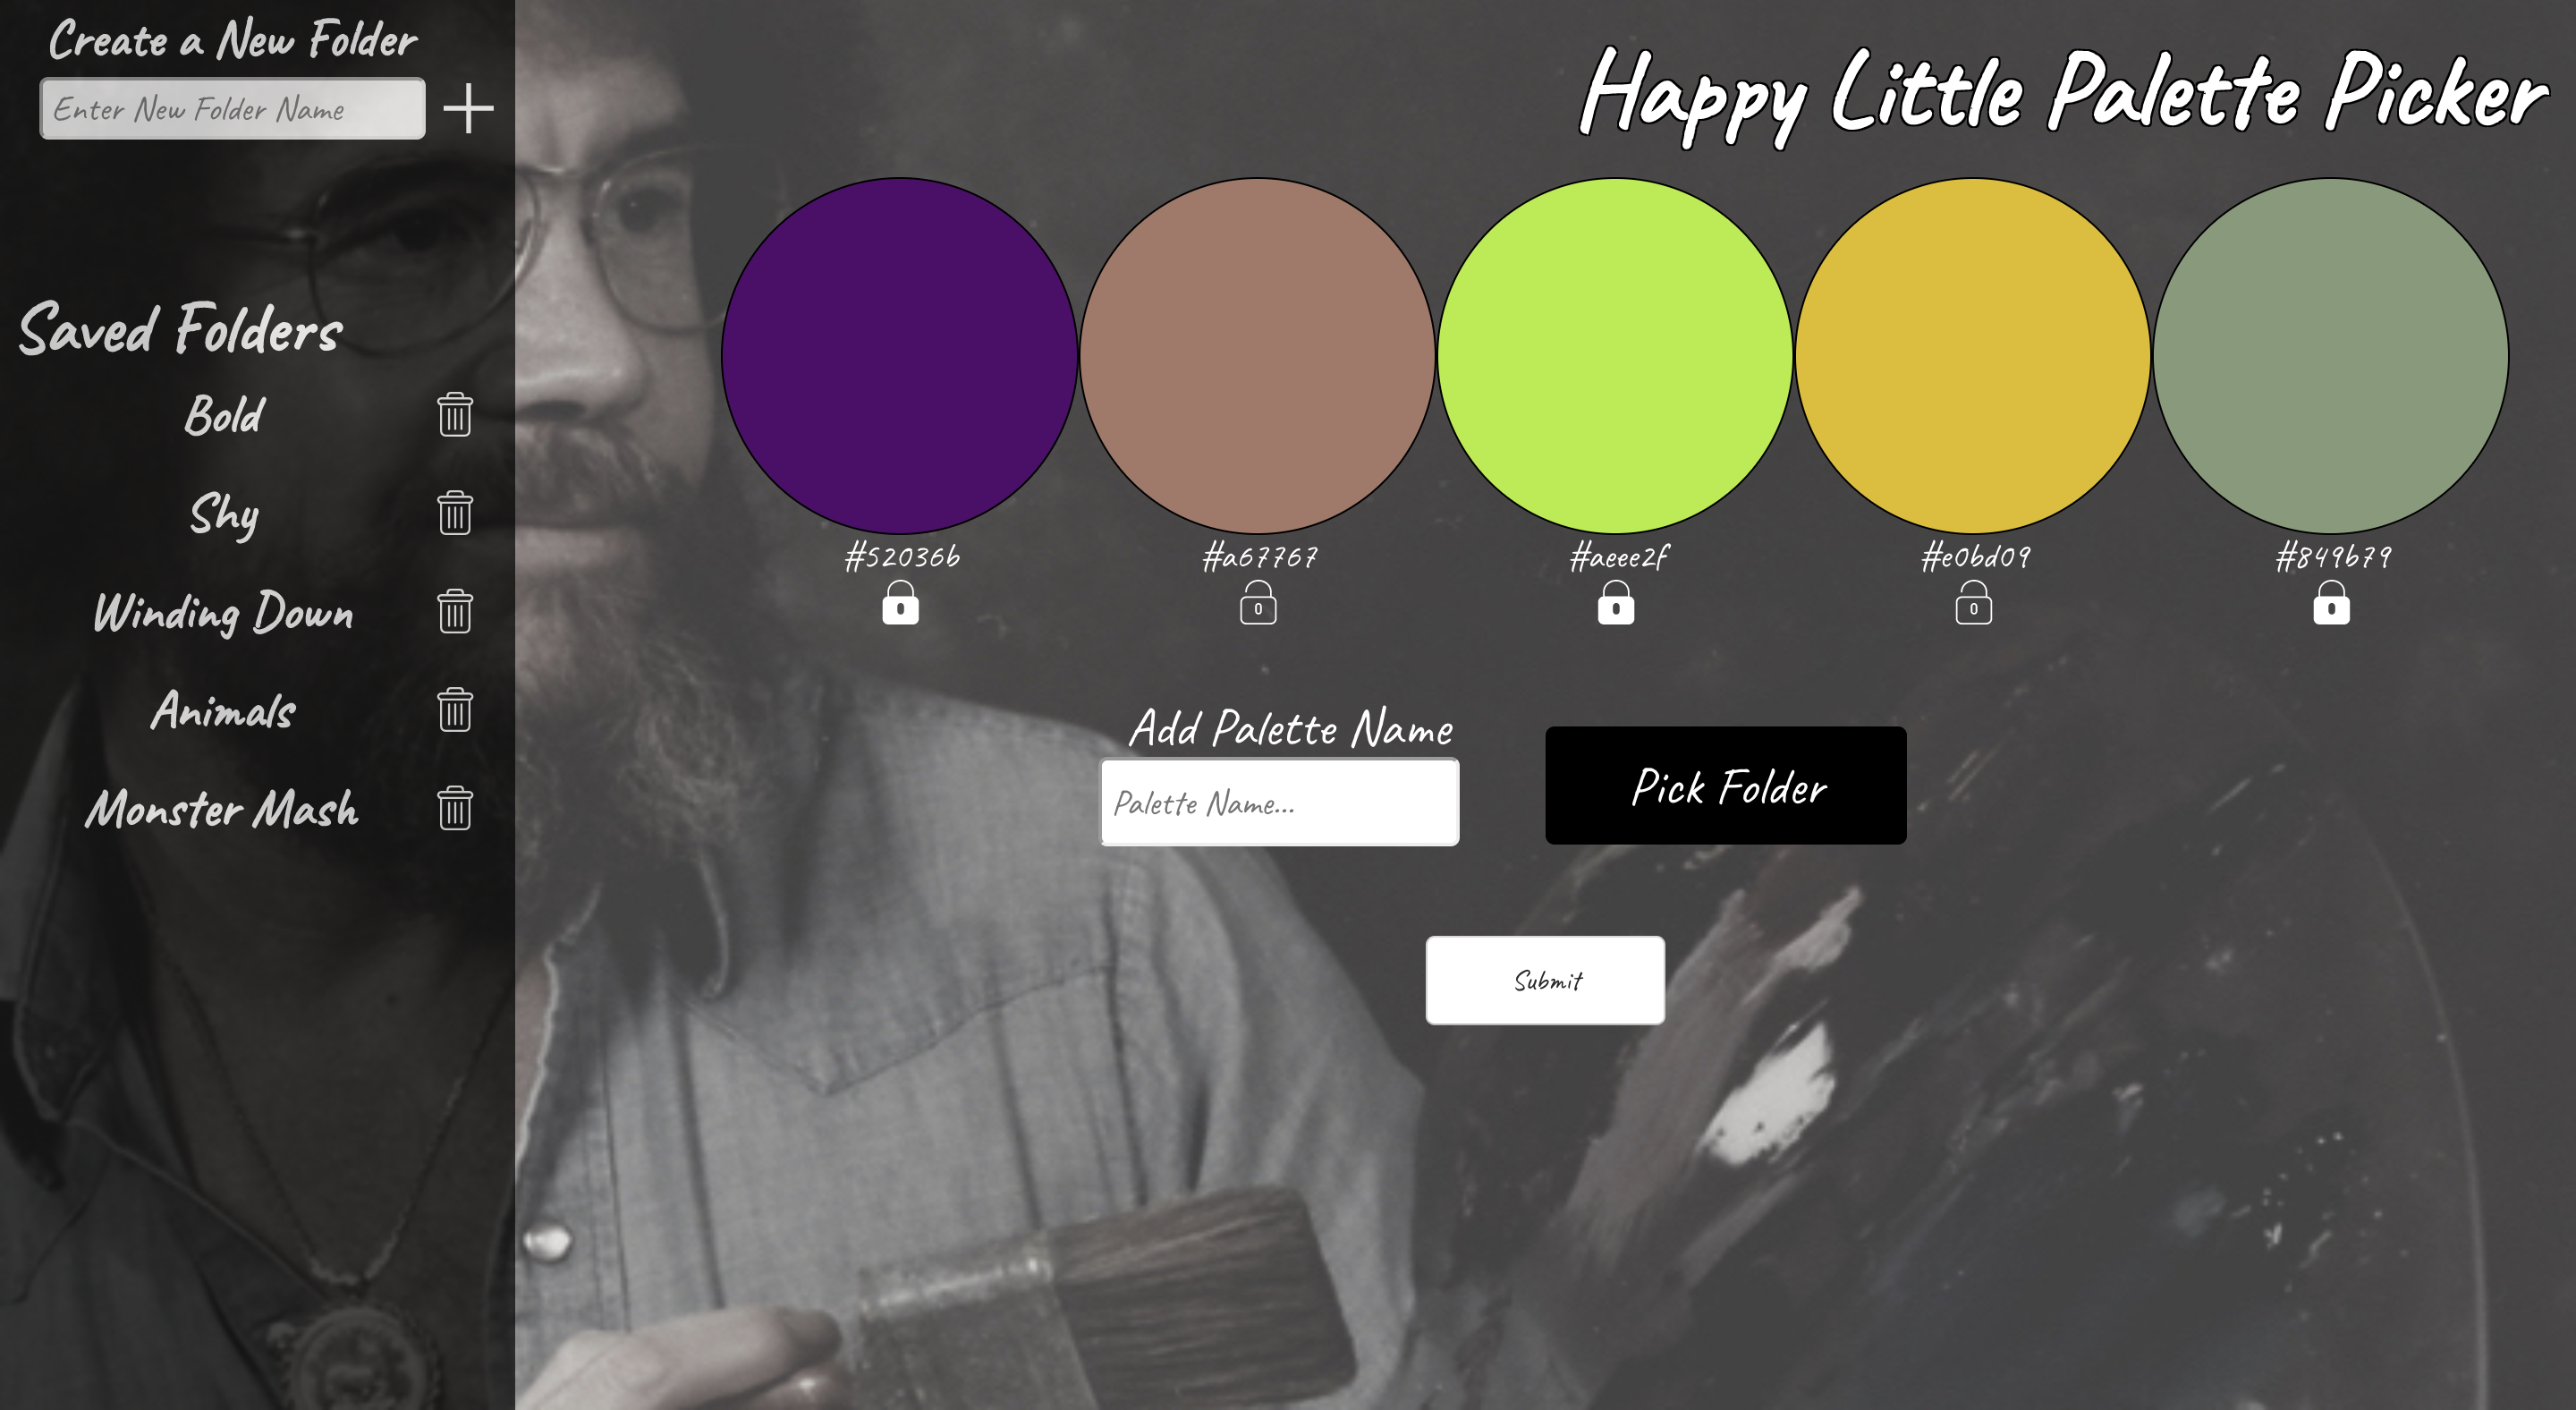 Create a New Folder
Enter New Folder Name
Happy Little Palette Picker
Saved Folders
Bold
Shy
Winding Down
Animals
Monster Mash
#52036b
#a67767
#aeee2f
#e0bd09
#849b79
Add Palette Name
Palette Name...
Pick Folder
Submit